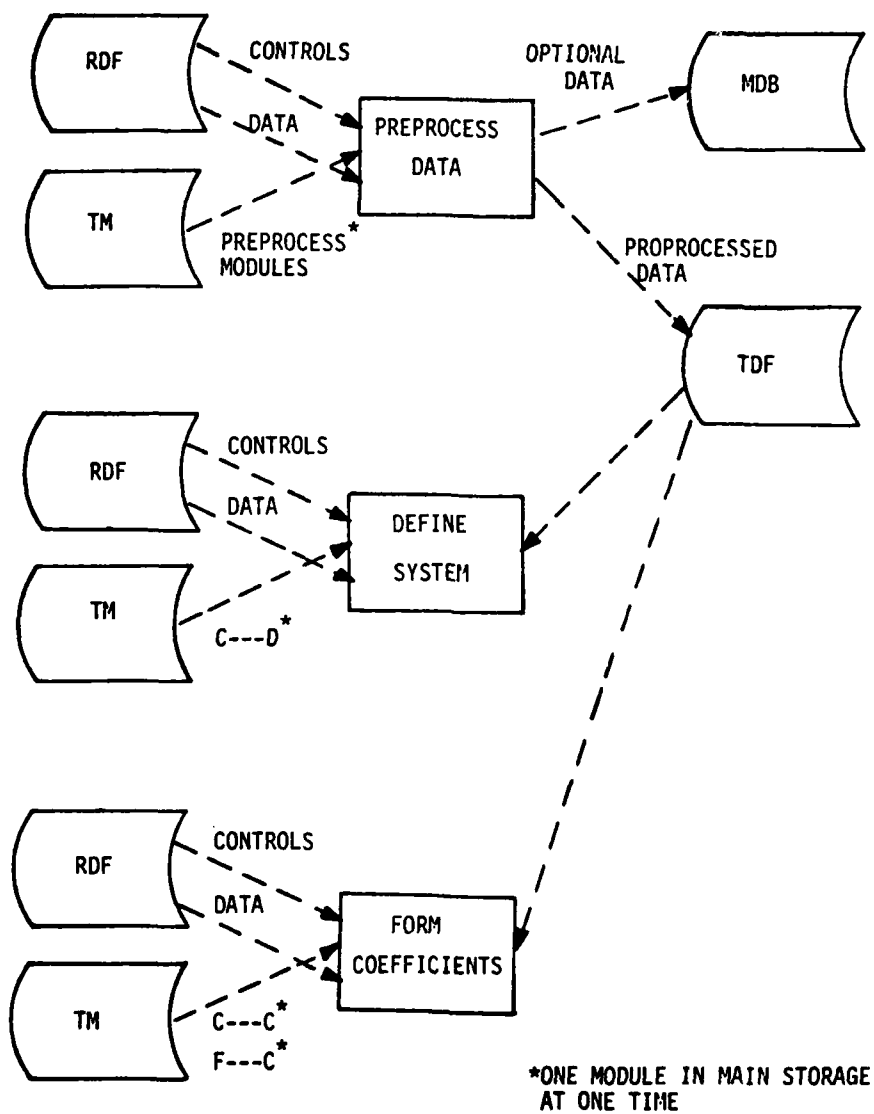 RDF
CONTROLS
DATA
TM
PREPROCESS*
MODULES
PREPROCESS
DATA
OPTIONAL
DATA
MDB
PROPROCESSED
DATA
TDF
RDF
CONTROLS
DATA
TM
C---D*
DEFINE
SYSTEM
RDF
CONTROLS
DATA
TM
C---C*
F---C*
FORM
COEFFICIENTS
*ONE MODULE IN MAIN STORAGE
AT ONE TIME